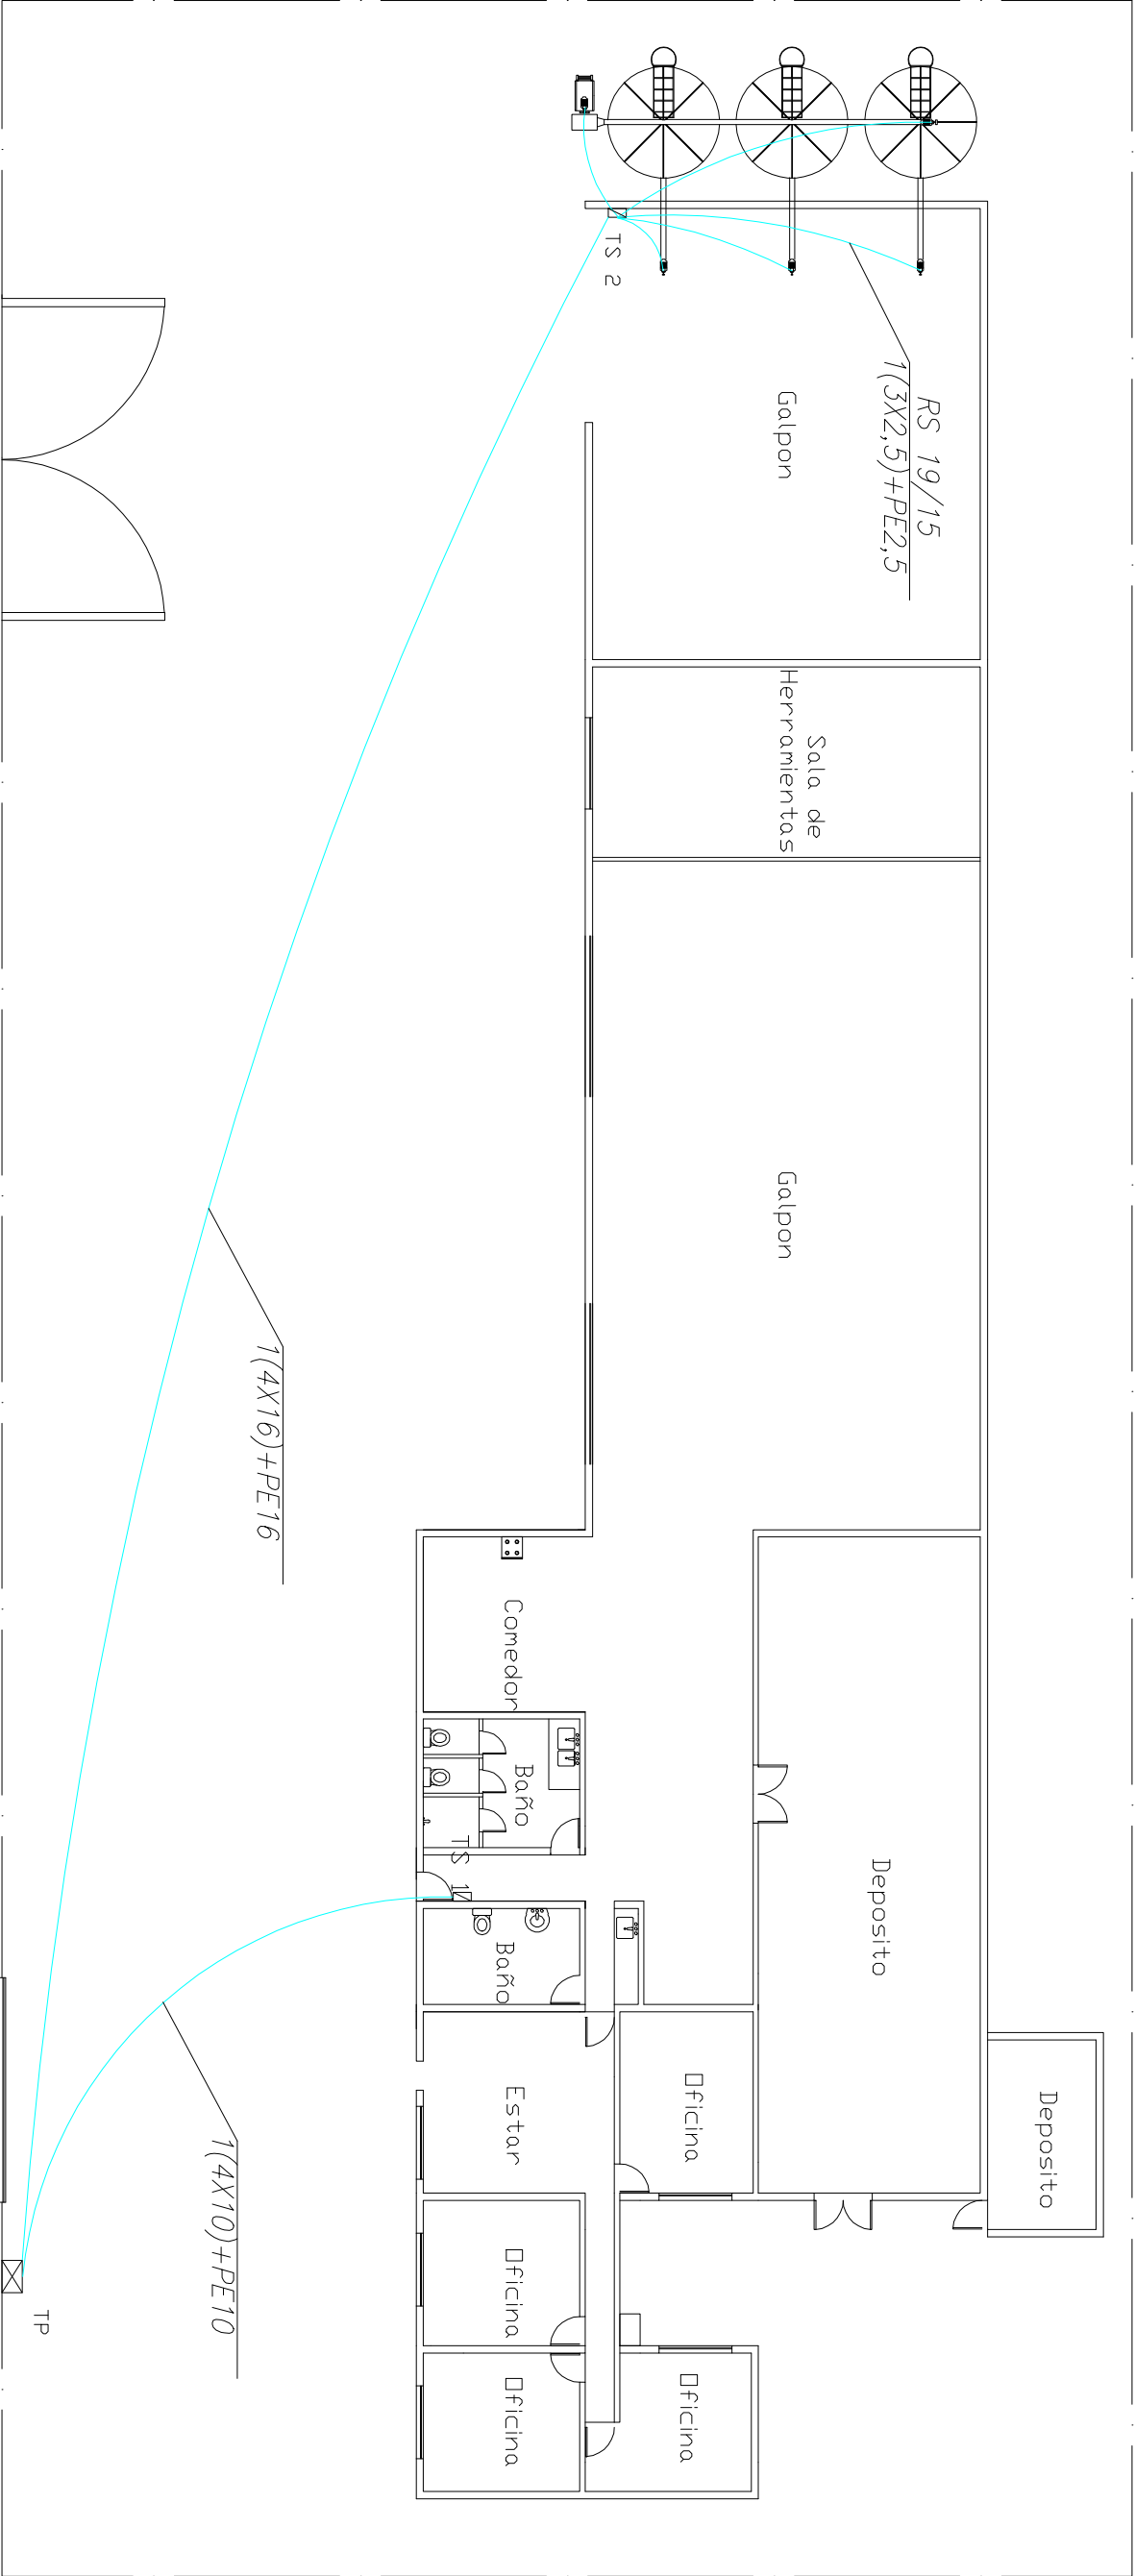 TS 2
RS 19/15
1(3X2,5)+PE2,5
Galpon
Sala de
Herramientas
Galpon
1(4X16)+PE16
Comedor
Baño
TS 1
Baño
Deposito
Deposito
Estar
Oficina
Oficina
Oficina
Oficina
1(4X10)+PE10
TP